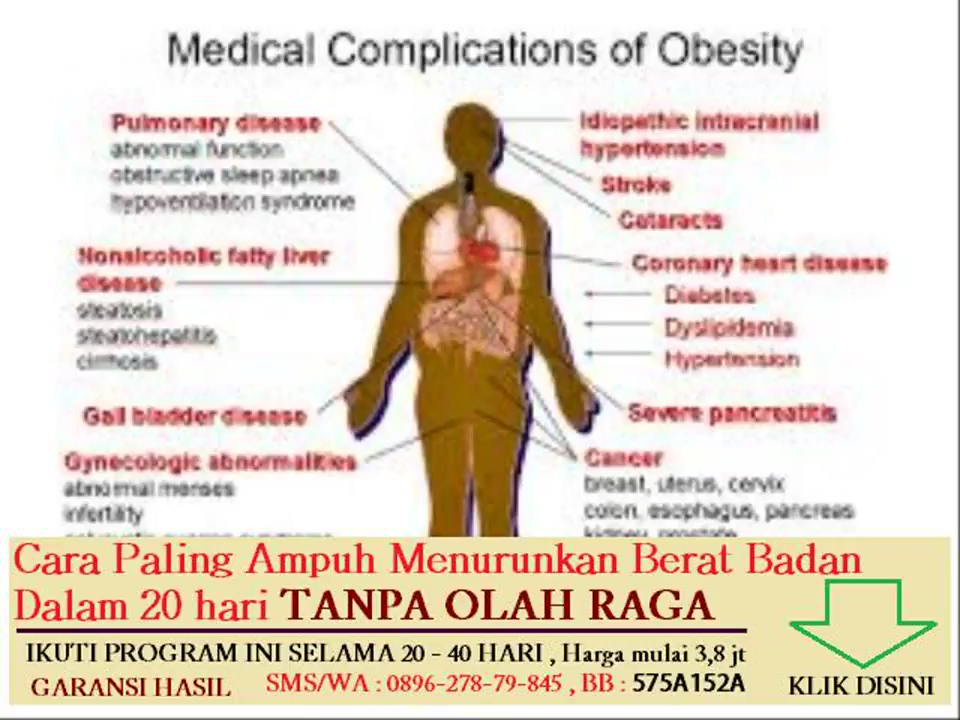 Medical Complications of Obesity
Pulmonary disease
abnormal function
obstructive sleep apnea
hypoventilation syndrome
Nonalcoholic fatty liver
disease
steatosis
steatohepatitis
cirrhosis
Gall bladder disease
Gynecologic abnormalities
abnormal menses
infertility
Idiopathic intracranial
hypertension
Stroke
Cataracts
Coronary heart disease
Diabetes
Dyslipidemia
Hypertension
Severe pancreatitis
Cancer
breast, uterus, cervix
colon, esophagus, pancreas
kidney, prostate
Cara Paling Ampuh Menurunkan Berat Badan
Dalam 20 hari TANPA OLAH RAGA
IKUTI PROGRAM INI SELAMA 20 - 40 HARI , Harga mulai 3,8 jt
GARANSI HASIL SMS/WA : 0896-278-79-845 , BB : 575A152A
KLIK DISINI